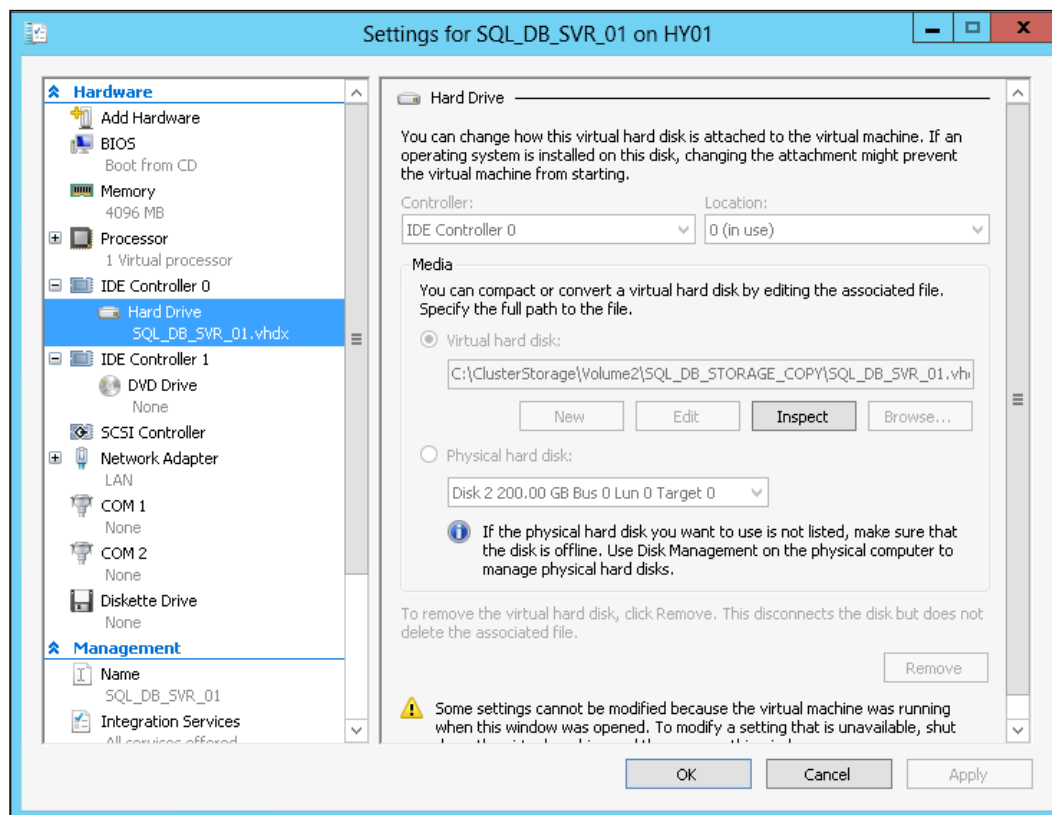 Settings for SQL_DB_SVR_01 on HY01
Hardware
Add Hardware
BIOS
Boot from CD
Memory
4096 MB
Processor
1 Virtual processor
IDE Controller 0
Hard Drive
SQL_DB_SVR_01.vhdx
IDE Controller 1
DVD Drive
None
SCSI Controller
Network Adapter
LAN
COM 1
None
COM 2
None
Diskette Drive
None
Management
Name
SQL_DB_SVR_01
Integration Services
All services offered
Hard Drive
You can change how this virtual hard disk is attached to the virtual machine. If an
operating system is installed on this disk, changing the attachment might prevent
the virtual machine from starting.
Controller: Location:
IDE Controller 0 0 (in use)
Media
You can compact or convert a virtual hard disk by editing the associated file.
Specify the full path to the file.
Virtual hard disk:
C:\ClusterStorage\Volume2\SQL_DB_STORAGE_COPY\SQL_DB_SVR_01.vh
New Edit Inspect Browse...
Physical hard disk:
Disk 2 200.00 GB Bus 0 Lun 0 Target 0
If the physical hard disk you want to use is not listed, make sure that
the disk is offline. Use Disk Management on the physical computer to
manage physical hard disks.
To remove the virtual hard disk, click Remove. This disconnects the disk but does not
delete the associated file.
Remove
Some settings cannot be modified because the virtual machine was running
when this window was opened. To modify a setting that is unavailable, shut
OK Cancel Apply